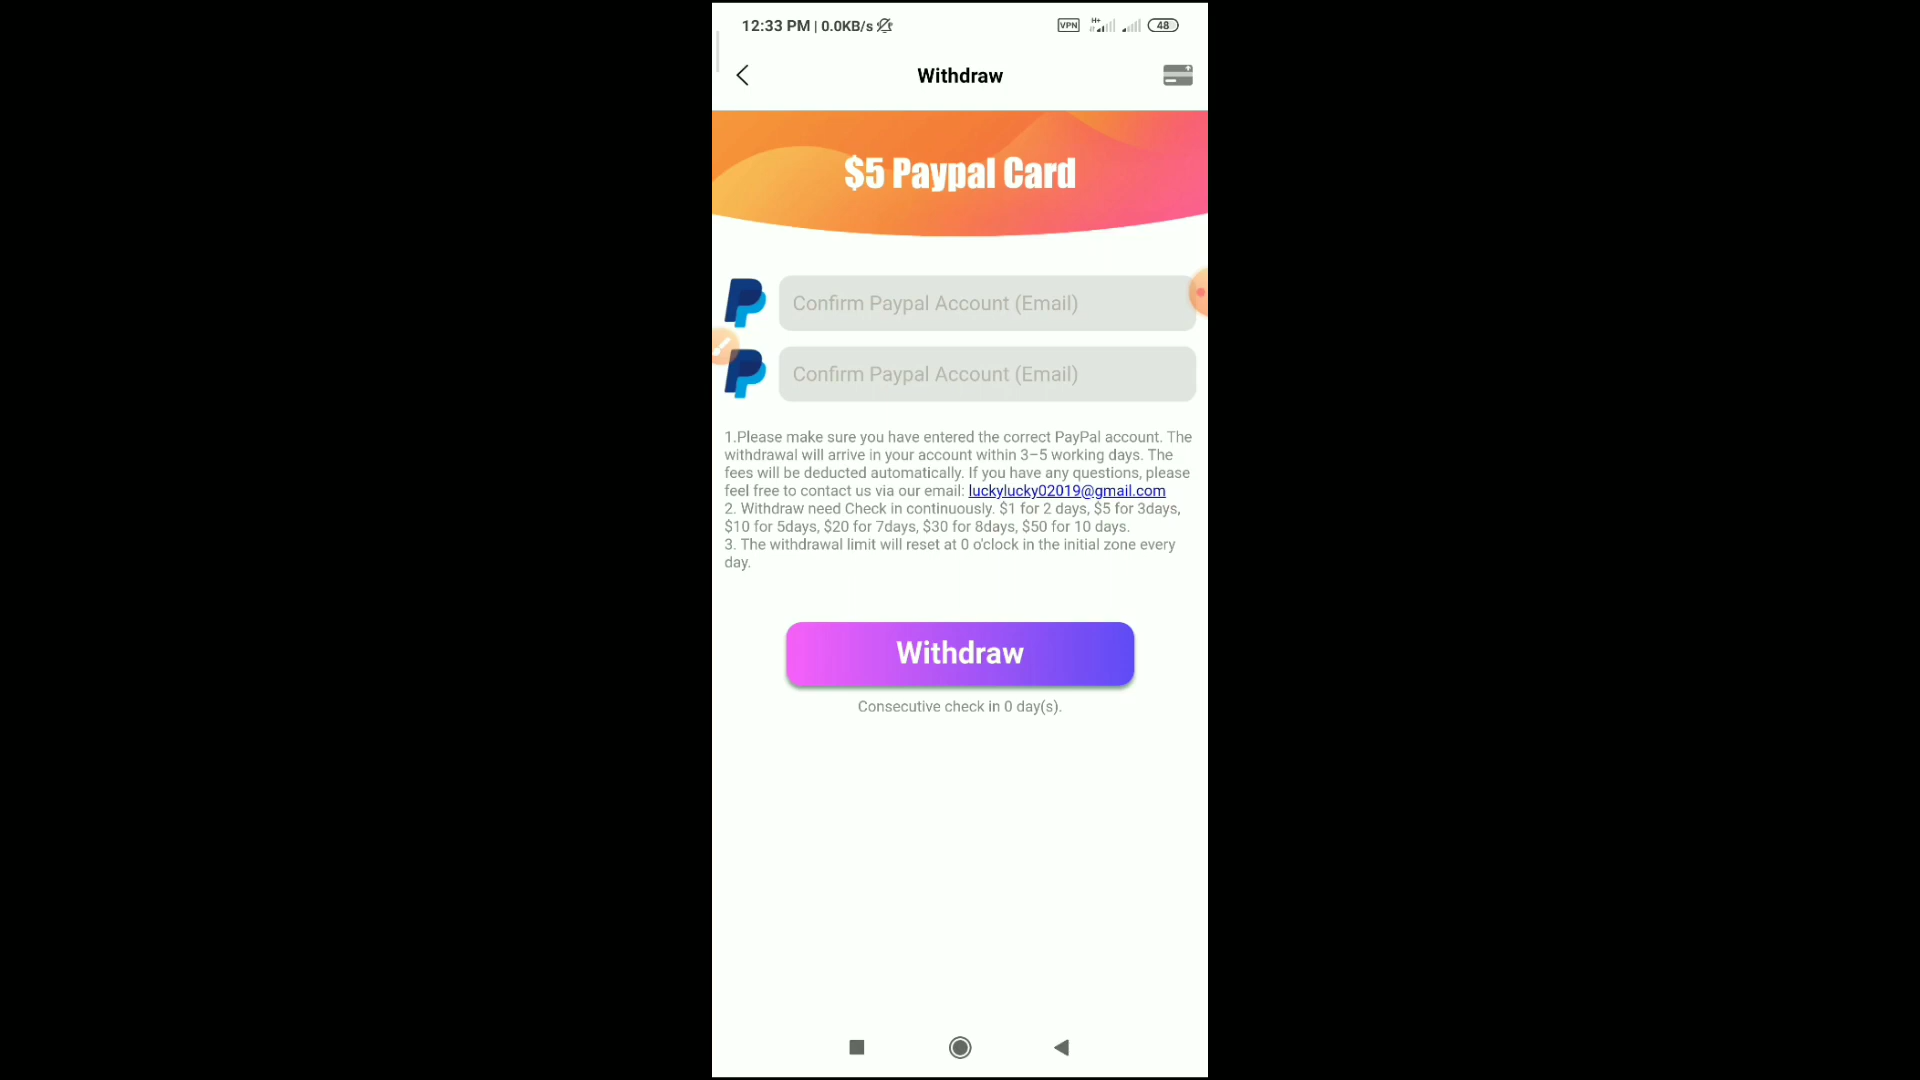 12:33 PM | 0.0KB/s
VPN H+ 48
Withdraw
$5 Paypal Card
Confirm Paypal Account (Email)
Confirm Paypal Account (Email)
1.Please make sure you have entered the correct PayPal account. The
withdrawal will arrive in your account within 3–5 working days. The
fees will be deducted automatically. If you have any questions, please
feel free to contact us via our email: luckylucky02019@gmail.com
2. Withdraw need Check in continuously. $1 for 2 days, $5 for 3days,
$10 for 5days, $20 for 7days, $30 for 8days, $50 for 10 days.
3. The withdrawal limit will reset at 0 o'clock in the initial zone every
day.
Withdraw
Consecutive check in 0 day(s).